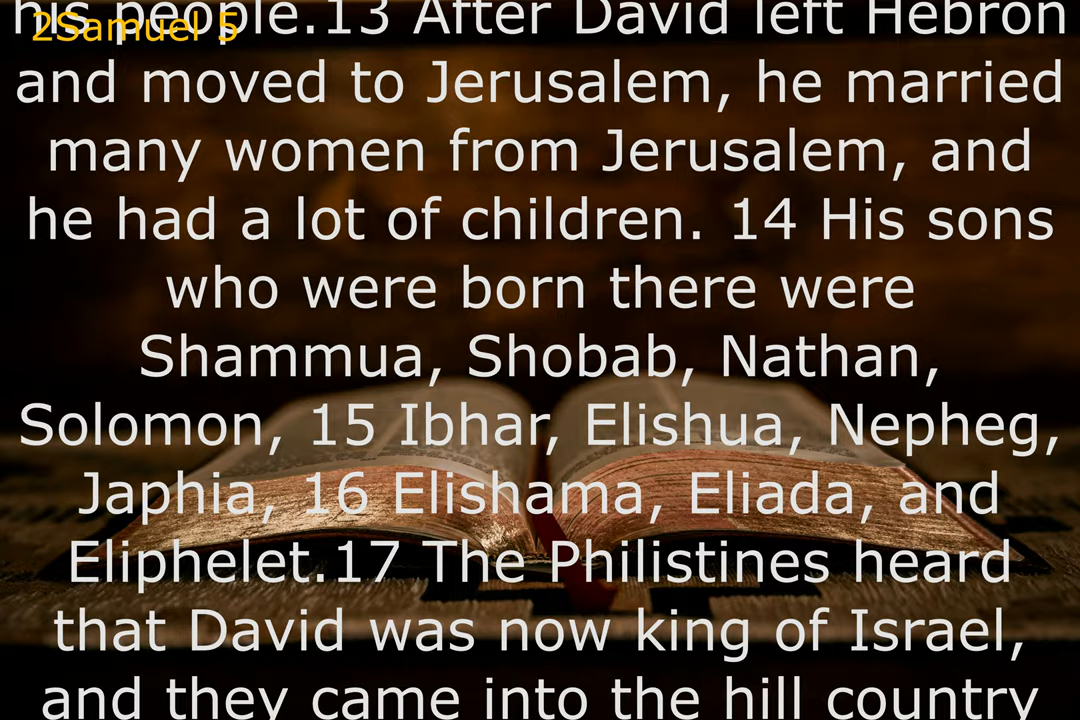 2Samuel 5
his people.13 After David left Hebron
and moved to Jerusalem, he married
many women from Jerusalem, and
he had a lot of children. 14 His sons
who were born there were
Shammua, Shobab, Nathan,
Solomon, 15 Ibhar, Elishua, Nepheg,
Japhia, 16 Elishama, Eliada, and
Eliphelet.17 The Philistines heard
that David was now king of Israel,
and they came into the hill country